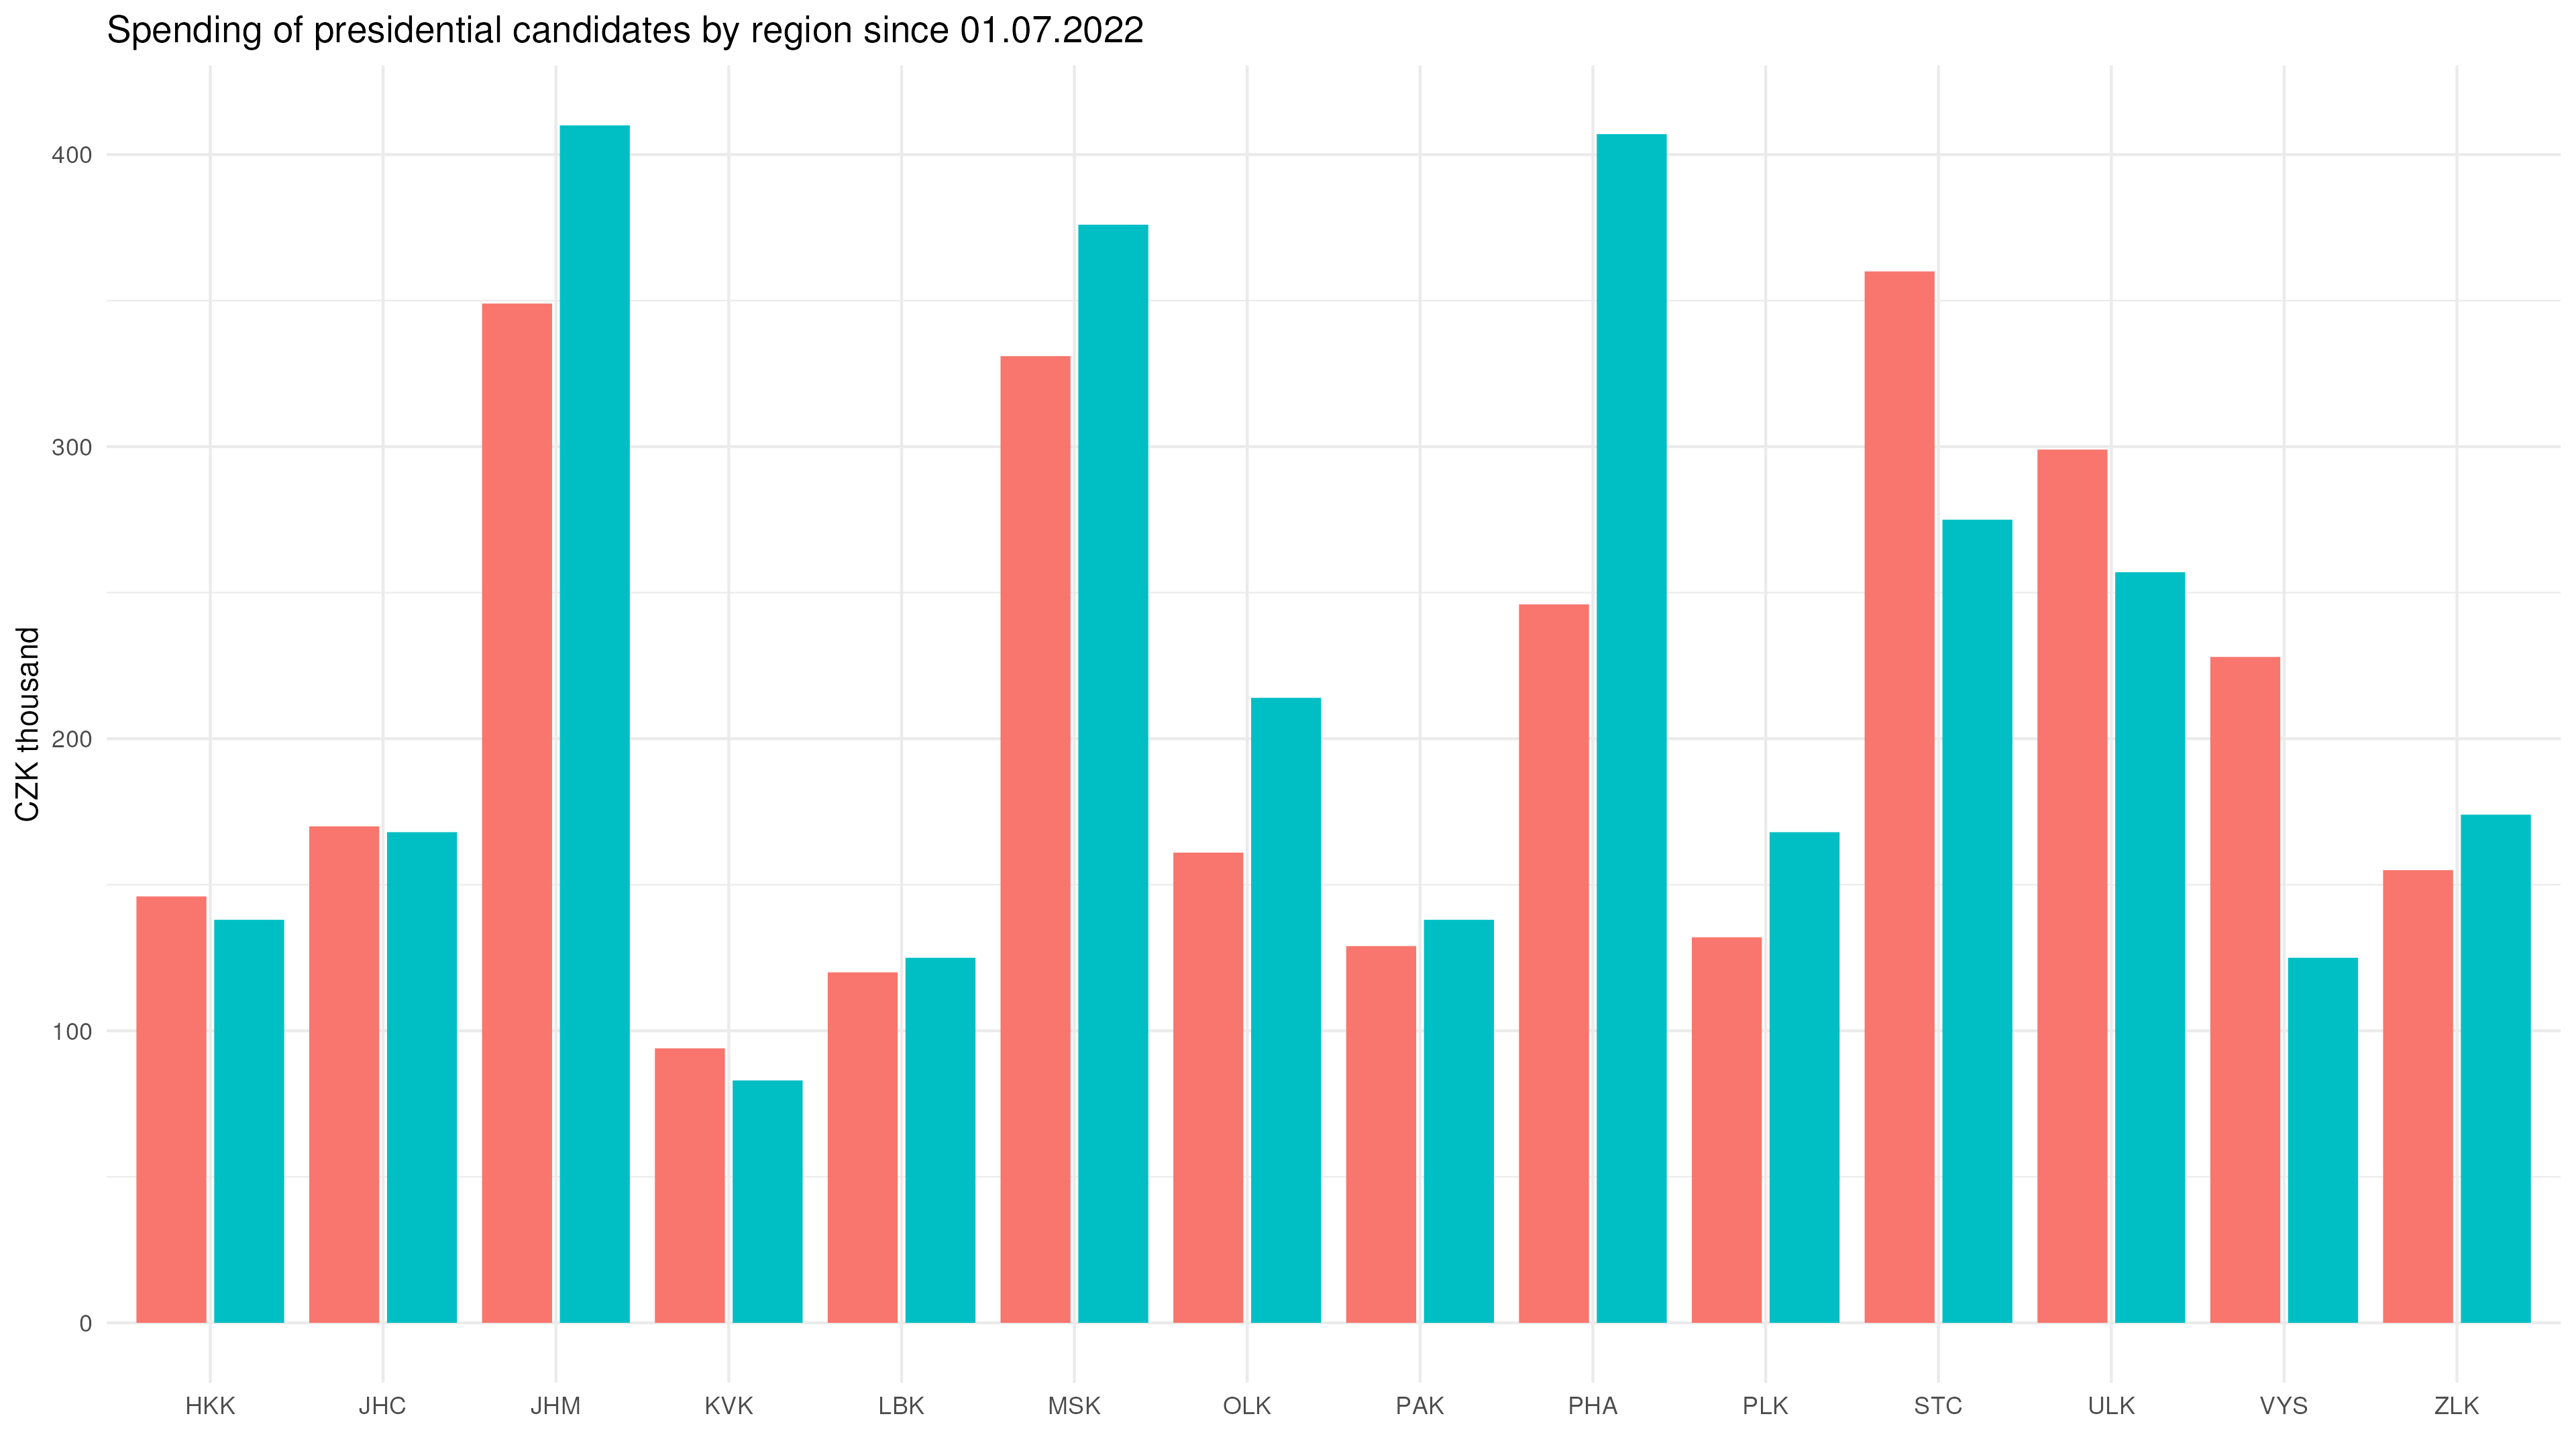 Spending of presidential candidates by region since 01.07.2022
CZK thousand
400
300
200
100
0
HKK
JHC
JHM
KVK
LBK
MSK
OLK
PAK
PHA
PLK
STC
ULK
VYS
ZLK